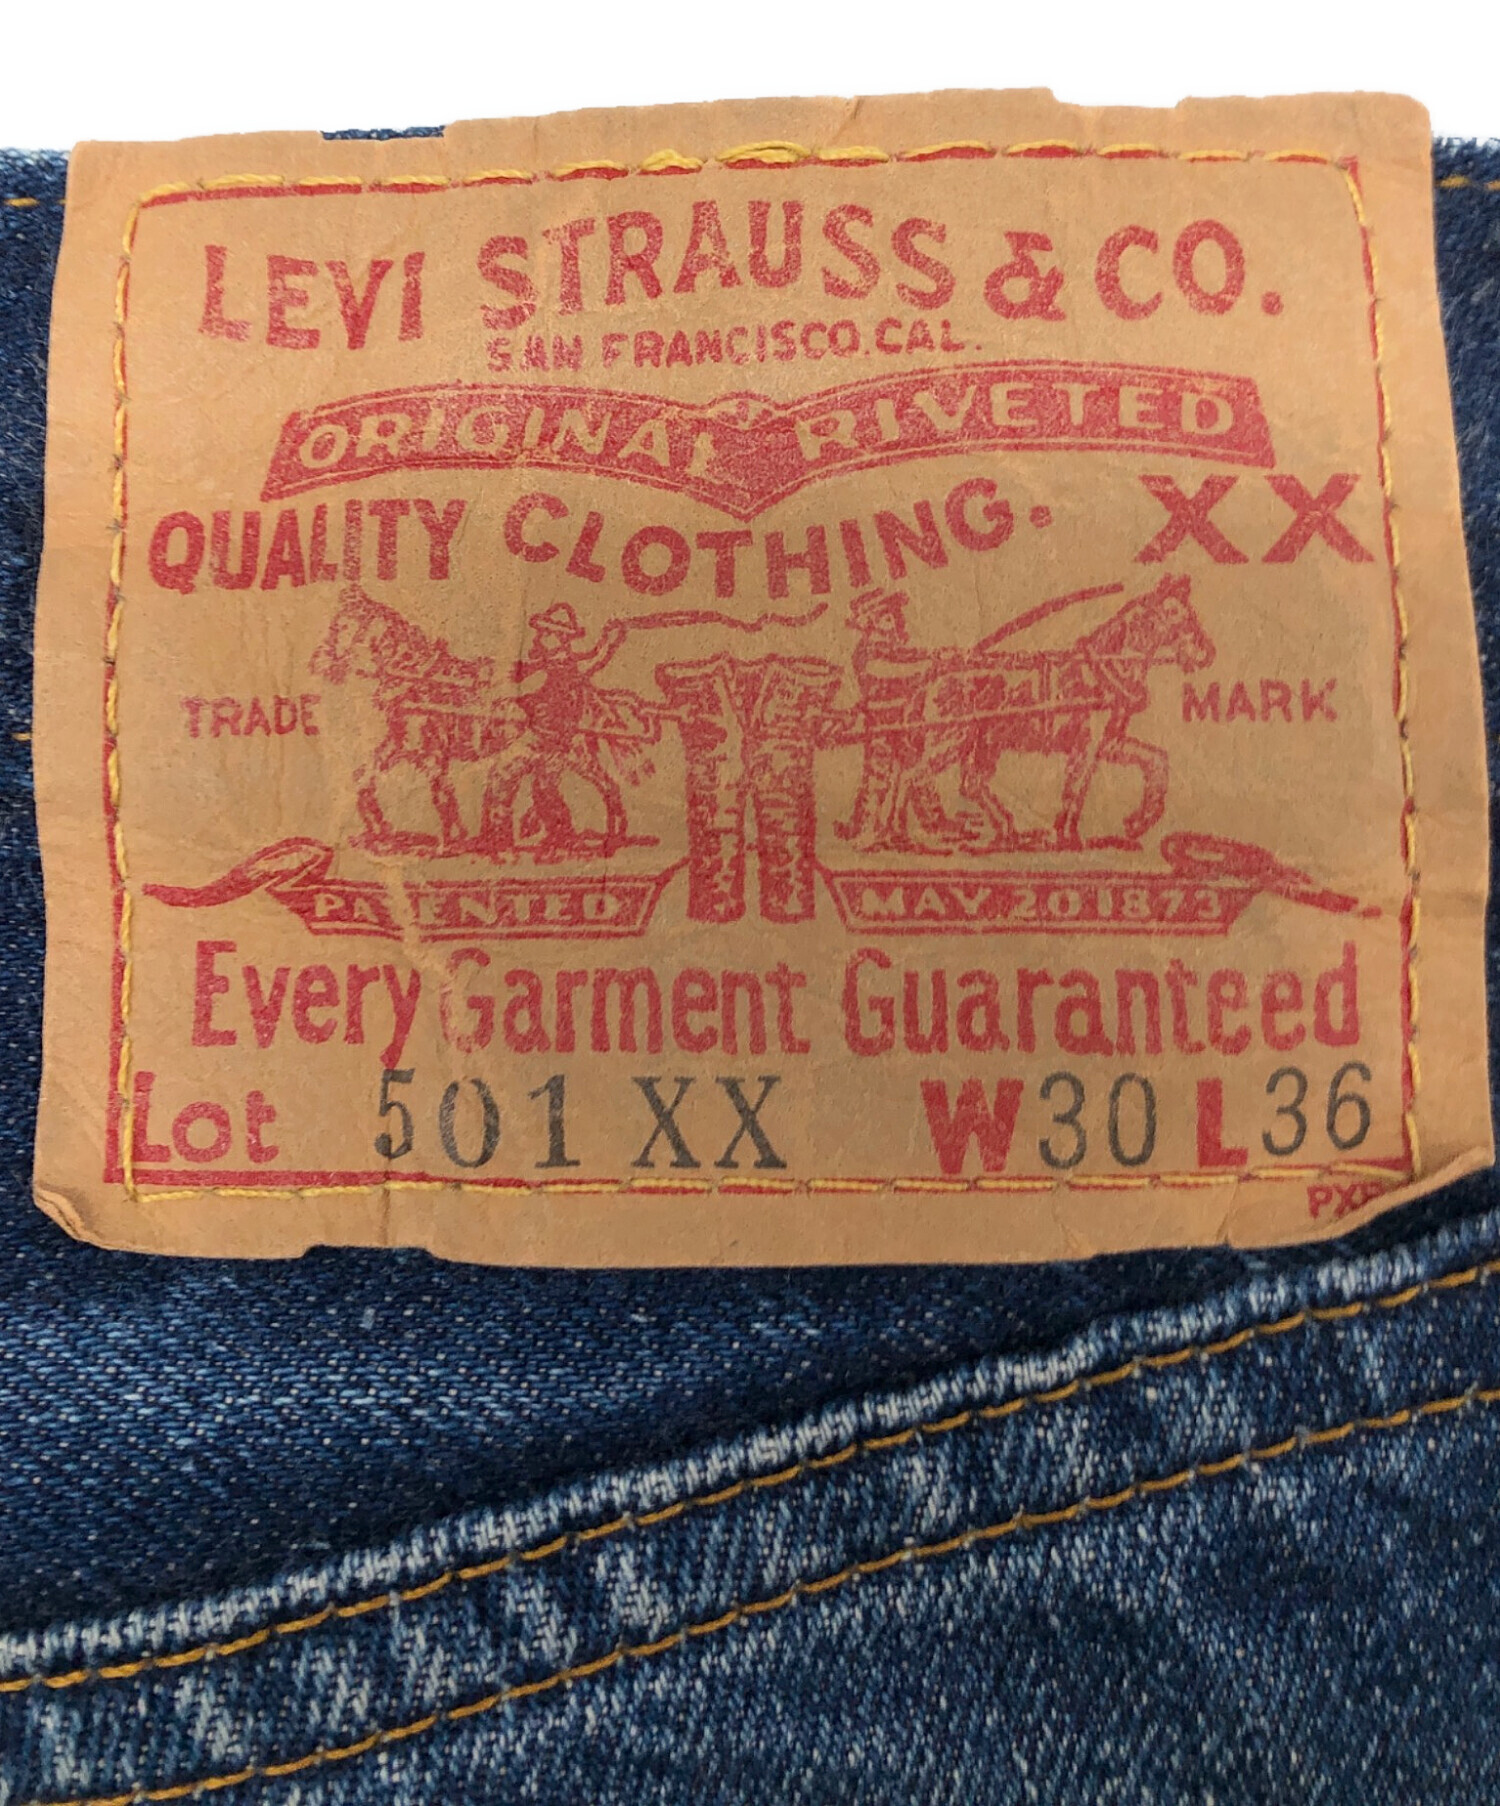 LEVI STRAUSS & CO.
SAN FRANCISCO.CAL.
ORIGINAL RIVETED
QUALITY CLOTHING. XX
TRADE MARK
PATENTED MAY 20 1873
Every Garment Guaranteed
Lot 501 XX W30 L36